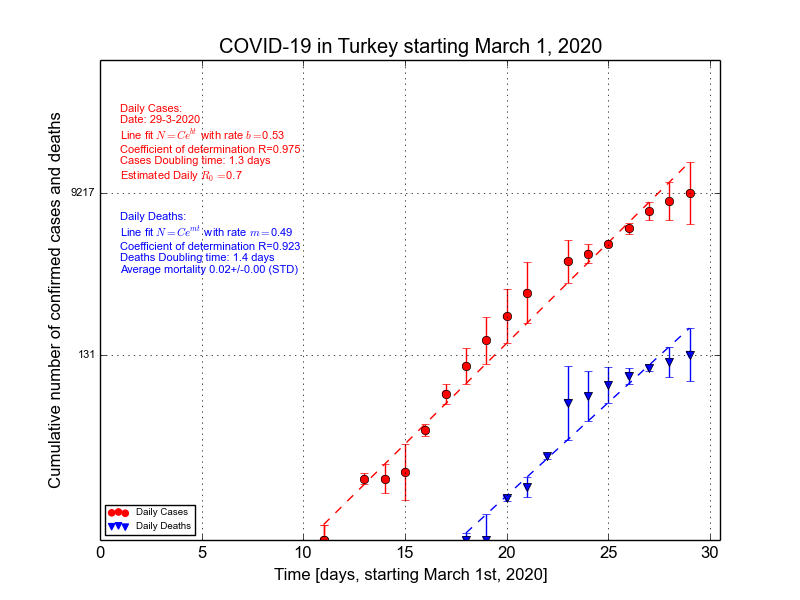 COVID-19 in Turkey starting March 1, 2020
Daily Cases:
Date: 29-3-2020
Line fit N = Ce^{bt} with rate b = 0.53
Coefficient of determination R=0.975
Cases Doubling time: 1.3 days
Estimated Daily R_0 = 0.7
9217
Daily Deaths:
Line fit N = Ce^{mt} with rate m = 0.49
Coefficient of determination R=0.923
Deaths Doubling time: 1.4 days
Average mortality 0.02+/-0.00 (STD)
131
Cumulative number of confirmed cases and deaths
Daily Cases
Daily Deaths
0 5 10 15 20 25 30
Time [days, starting March 1st, 2020]